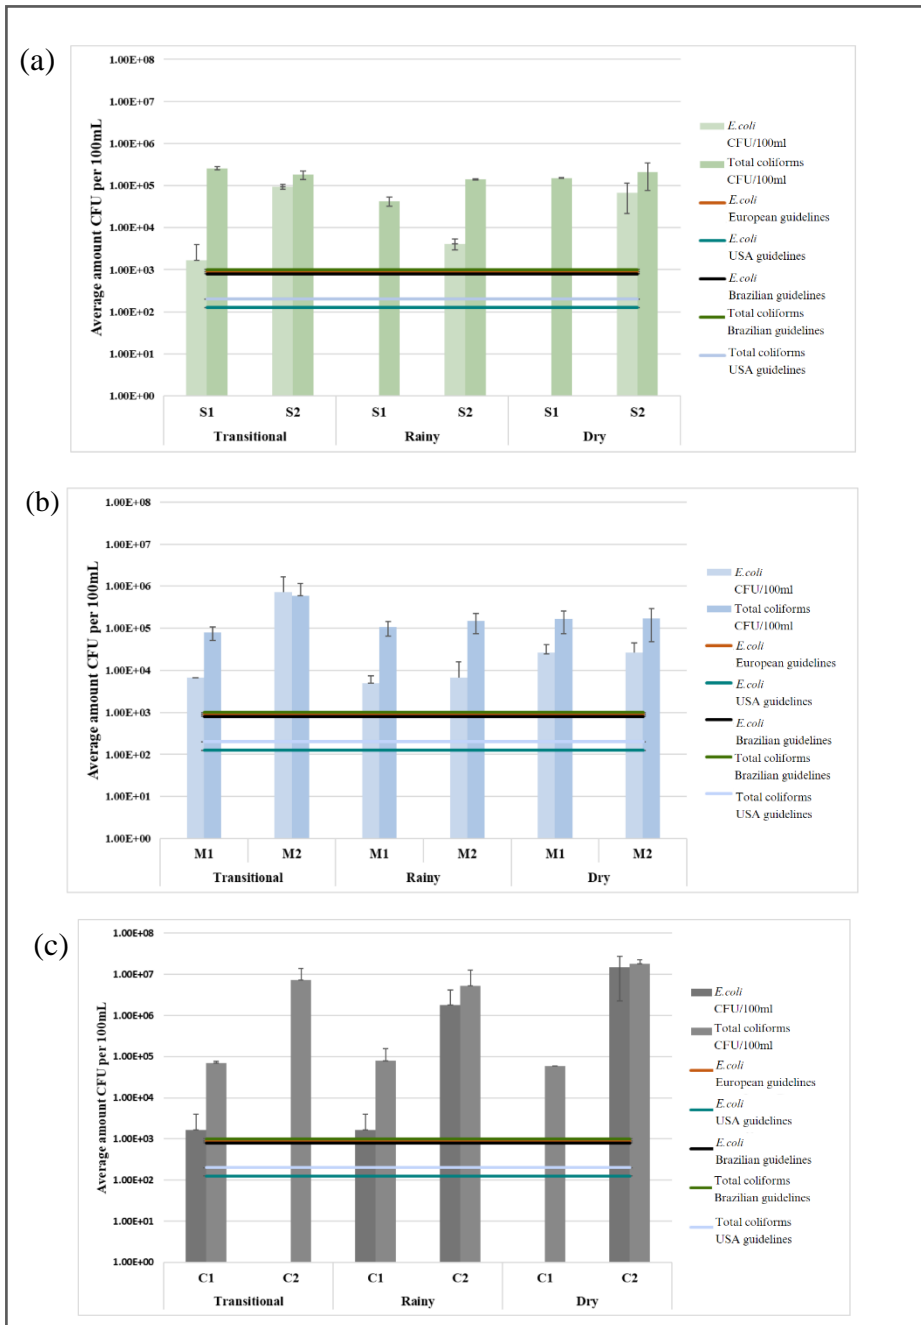 (a)
1.00E+08
1.00E+07
1.00E+06
1.00E+05
1.00E+04
1.00E+03
1.00E+02
1.00E+01
1.00E+00
Average amount CFU per 100mL
S1 S2 S1 S2 S1 S2
Transitional Rainy Dry
E.coli
CFU/100ml
Total coliforms
CFU/100ml
E.coli
European guidelines
E.coli
USA guidelines
E.coli
Brazilian guidelines
Total coliforms
Brazilian guidelines
Total coliforms
USA guidelines
(b)
1.00E+08
1.00E+07
1.00E+06
1.00E+05
1.00E+04
1.00E+03
1.00E+02
1.00E+01
1.00E+00
Average amount CFU per 100mL
M1 M2 M1 M2 M1 M2
Transitional Rainy Dry
E.coli
CFU/100ml
Total coliforms
CFU/100ml
E.coli
European guidelines
E.coli
USA guidelines
E.coli
Brazilian guidelines
Total coliforms
Brazilian guidelines
Total coliforms
USA guidelines
(c)
1.00E+08
1.00E+07
1.00E+06
1.00E+05
1.00E+04
1.00E+03
1.00E+02
1.00E+01
1.00E+00
Average amount CFU per 100mL
C1 C2 C1 C2 C1 C2
Transitional Rainy Dry
E.coli
CFU/100ml
Total coliforms
CFU/100ml
E.coli
European guidelines
E.coli
USA guidelines
E.coli
Brazilian guidelines
Total coliforms
Brazilian guidelines
Total coliforms
USA guidelines